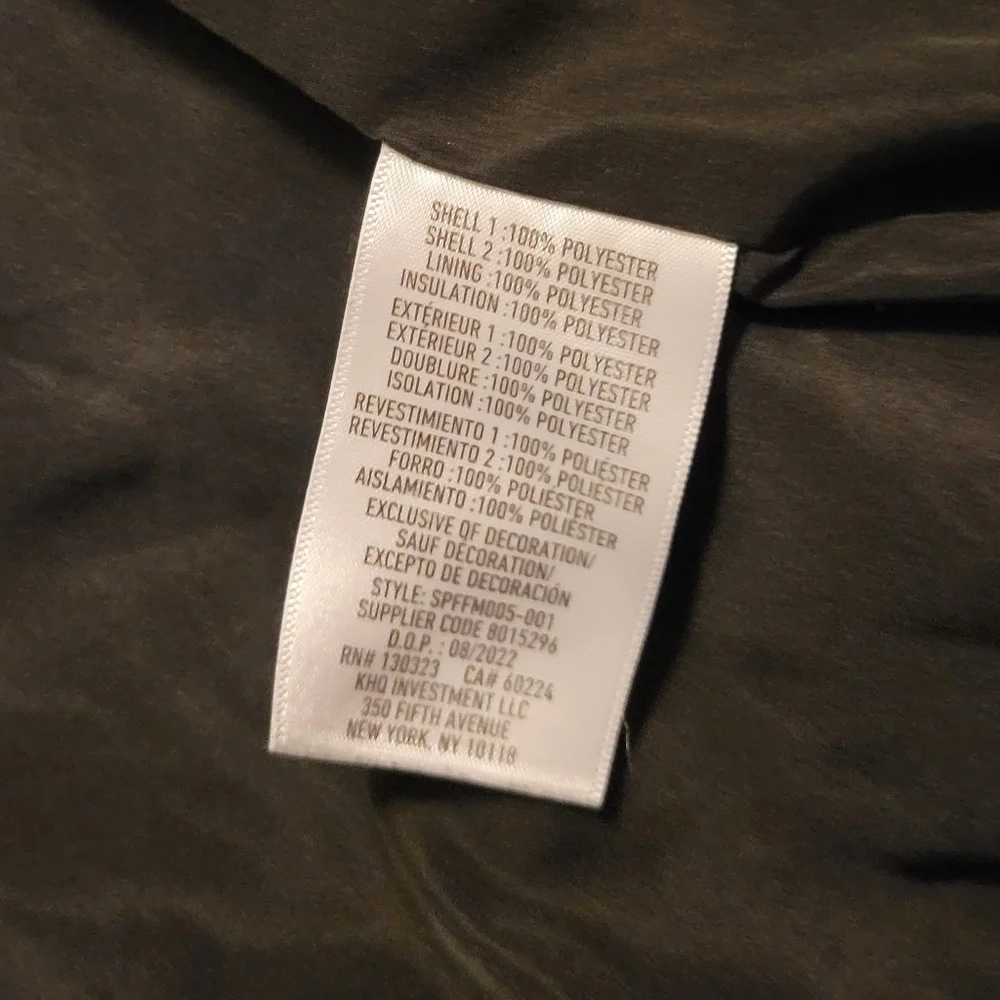 SHELL 1 :100% POLYESTER
SHELL 2 :100% POLYESTER
LINING :100% POLYESTER
INSULATION :100% POLYESTER
EXTÉRIEUR 1 :100% POLYESTER
EXTÉRIEUR 2 :100% POLYESTER
DOUBLURE :100% POLYESTER
ISOLATION :100% POLYESTER
REVESTIMIENTO 1 :100% POLIÉSTER
REVESTIMIENTO 2 :100% POLIÉSTER
FORRO :100% POLIÉSTER
AISLAMIENTO :100% POLIÉSTER
EXCLUSIVE OF DECORATION/
SAUF DÉCORATION/
EXCEPTO DE DECORACIÓN
STYLE: SPFFM005-001
SUPPLIER CODE 8015296
D.O.P. : 08/2022
RN# 130323 CA# 60224
KHQ INVESTMENT LLC
350 FIFTH AVENUE
NEW YORK, NY 10118